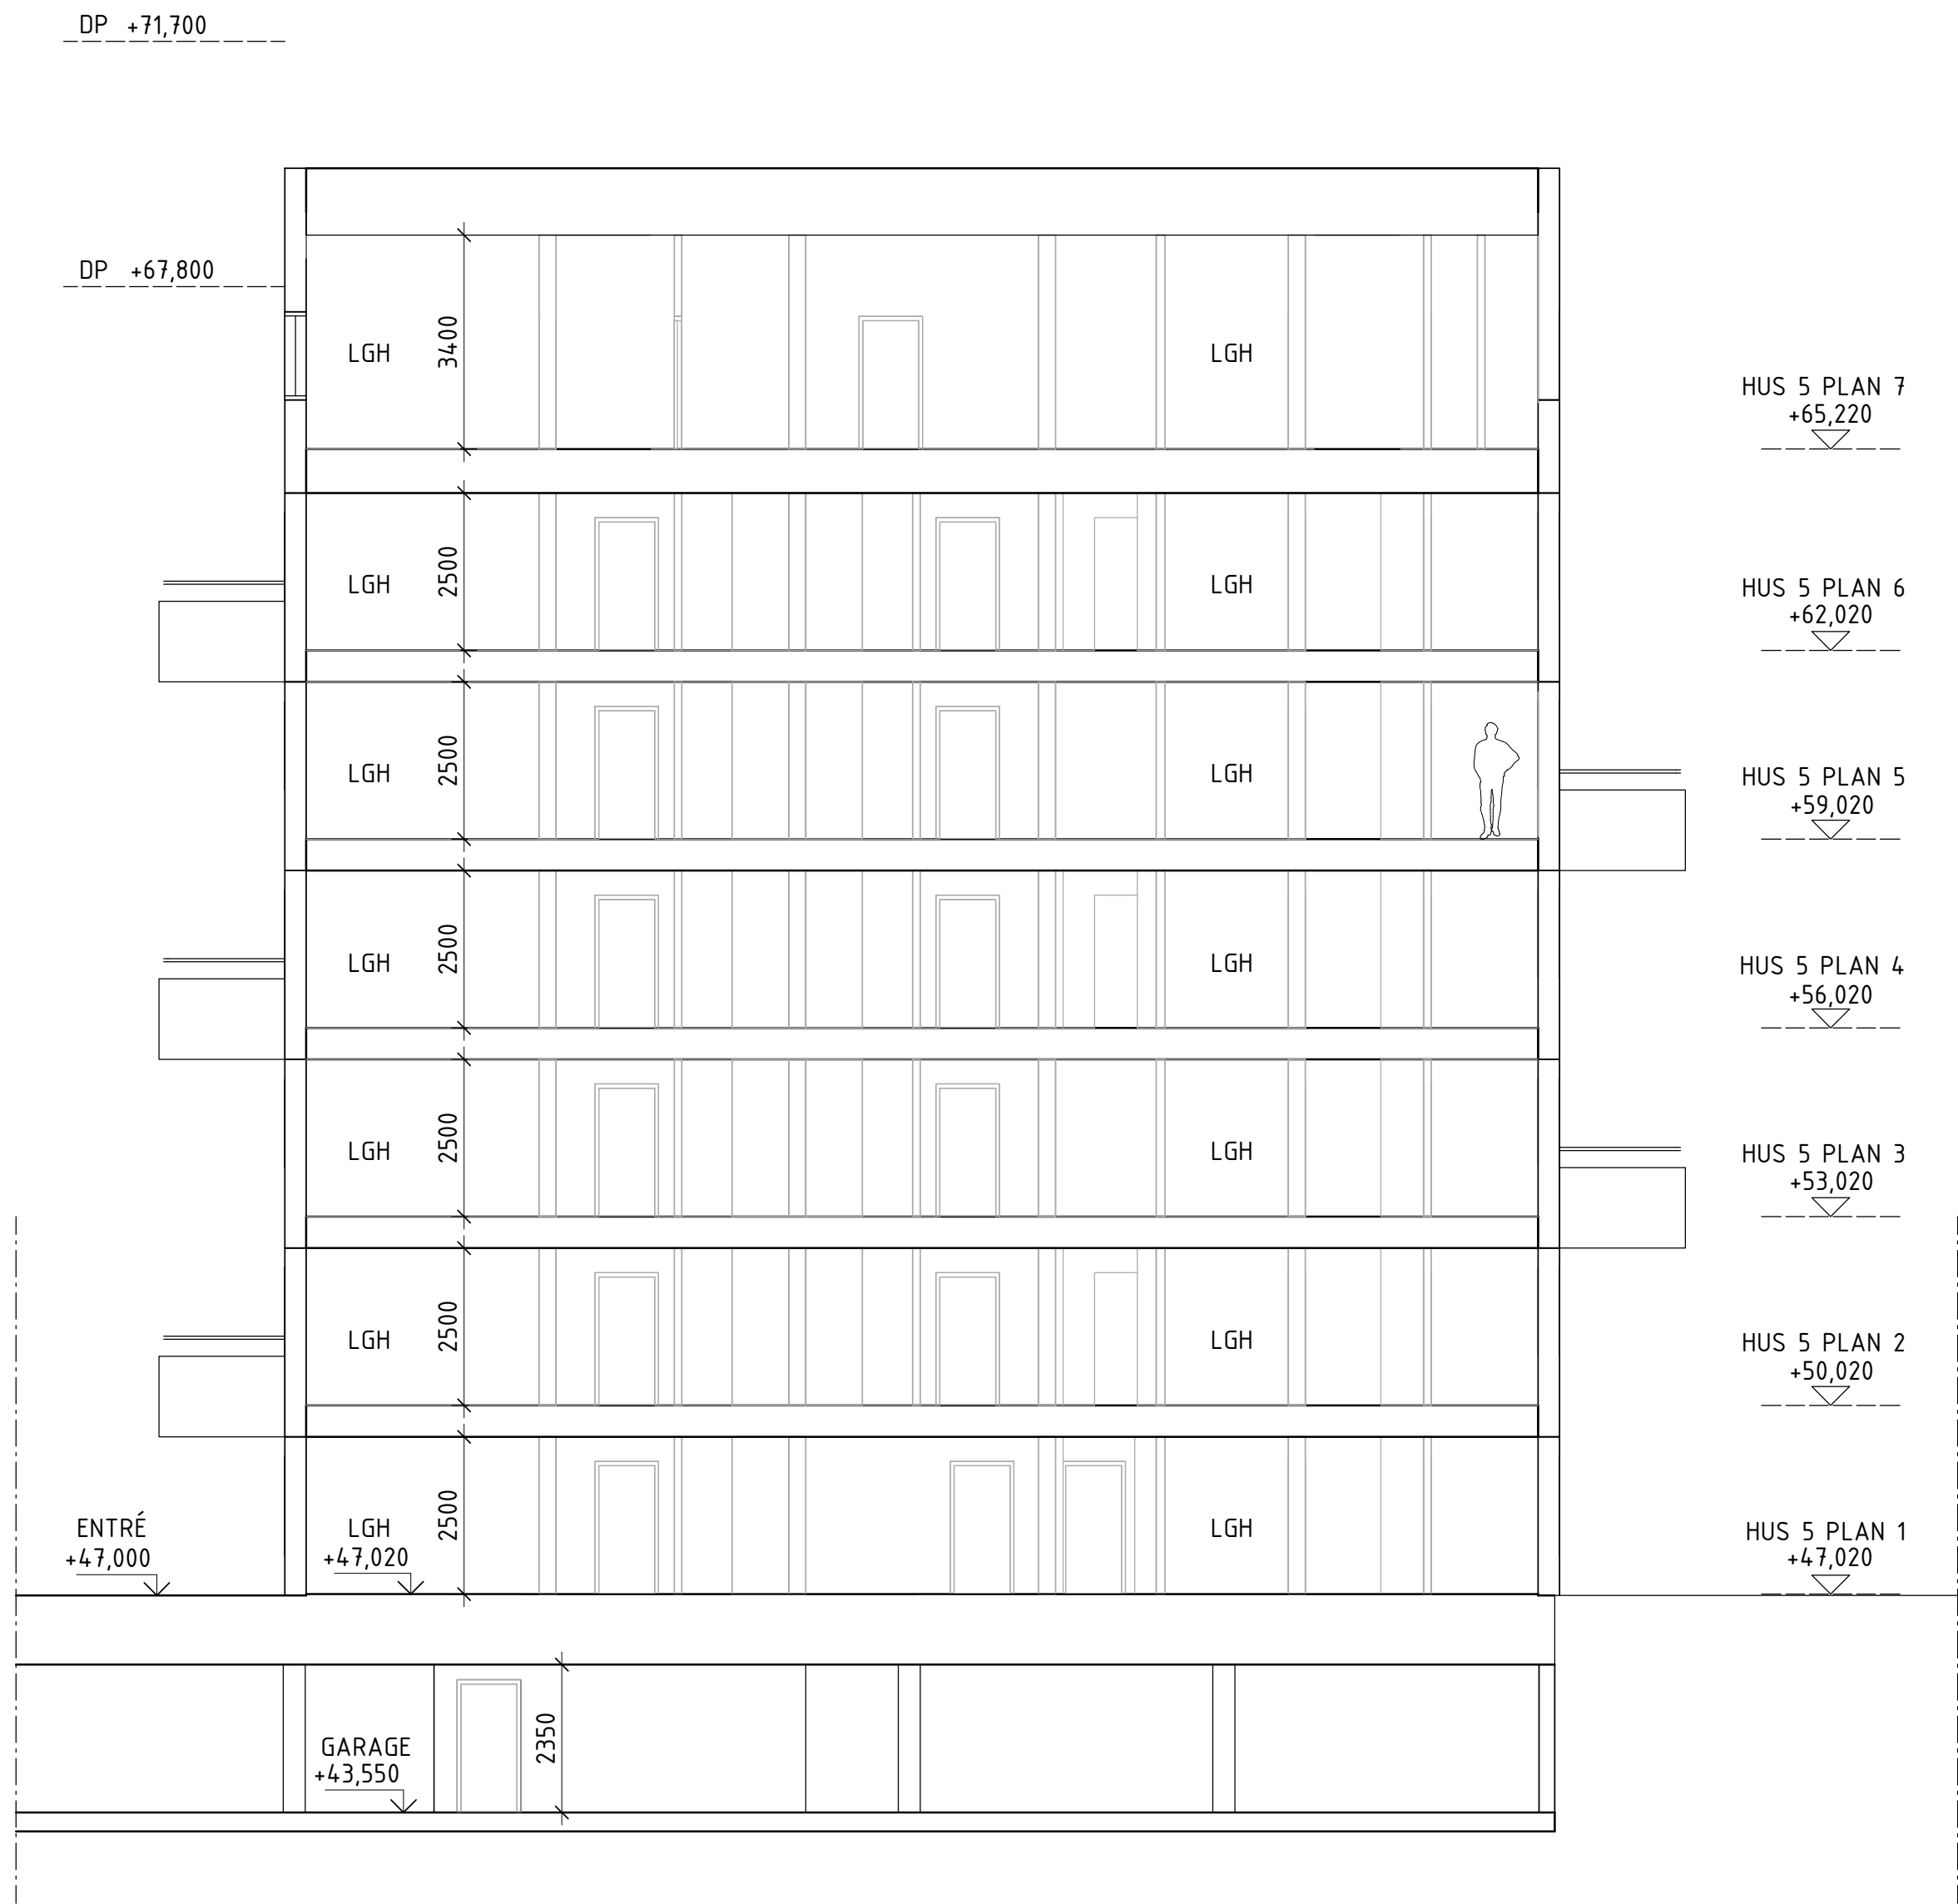 DP +71,700
DP +67,800
LGH
3400
LGH
HUS 5 PLAN 7
+65,220
LGH
2500
LGH
HUS 5 PLAN 6
+62,020
LGH
2500
LGH
HUS 5 PLAN 5
+59,020
LGH
2500
LGH
HUS 5 PLAN 4
+56,020
LGH
2500
LGH
HUS 5 PLAN 3
+53,020
LGH
2500
LGH
HUS 5 PLAN 2
+50,020
ENTRÉ
+47,000
LGH
+47,020
2500
LGH
HUS 5 PLAN 1
+47,020
GARAGE
+43,550
2350